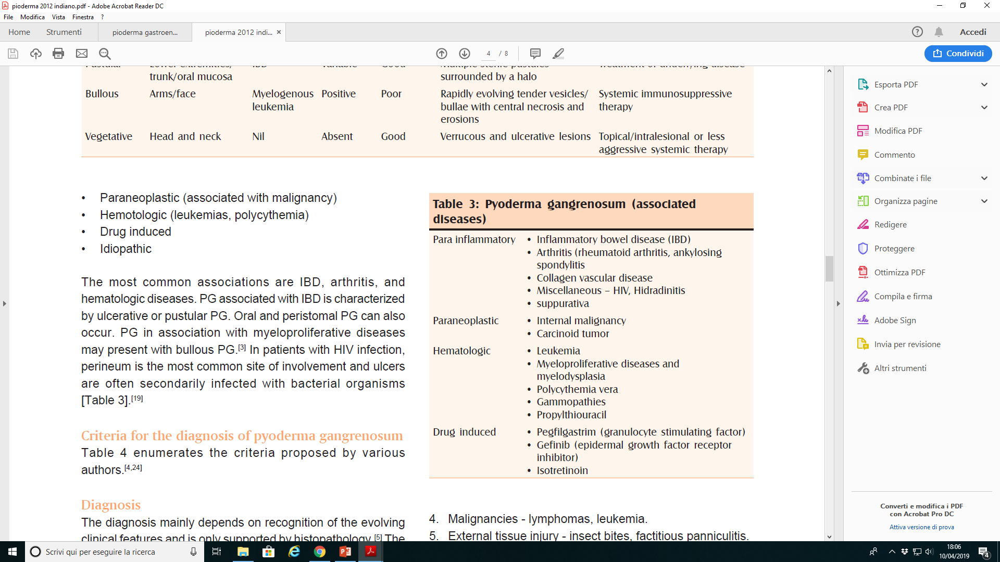 pioderma 2012 indiano.pdf - Adobe Acrobat Reader DC
File Modifica Vista Finestra ?
Home Strumenti pioderma gastroen... pioderma 2012 indi... Accedi
4 / 8 Condividi
trunk/oral mucosa surrounded by a halo
Bullous Arms/face Myelogenous Positive Poor Rapidly evolving tender vesicles/ Systemic immunosuppressive
leukemia bullae with central necrosis and therapy
erosions
Vegetative Head and neck Nil Absent Good Verrucous and ulcerative lesions Topical/intralesional or less
aggressive systemic therapy
• Paraneoplastic (associated with malignancy)
• Hemotologic (leukemias, polycythemia)
• Drug induced
• Idiopathic
The most common associations are IBD, arthritis, and
hematologic diseases. PG associated with IBD is characterized
by ulcerative or pustular PG. Oral and peristomal PG can also
occur. PG in association with myeloproliferative diseases
may present with bullous PG.[3] In patients with HIV infection,
perineum is the most common site of involvement and ulcers
are often secondarily infected with bacterial organisms
[Table 3].[19]
Criteria for the diagnosis of pyoderma gangrenosum
Table 4 enumerates the criteria proposed by various
authors.[4,24]
Diagnosis
The diagnosis mainly depends on recognition of the evolving
clinical features and is only supported by histopathology.[5] The
Table 3: Pyoderma gangrenosum (associated
diseases)
Para inflammatory • Inflammatory bowel disease (IBD)
• Arthritis (rheumatoid arthritis, ankylosing
spondylitis
• Collagen vascular disease
• Miscellaneous – HIV, Hidradinitis
• suppurativa
Paraneoplastic • Internal malignancy
• Carcinoid tumor
Hematologic • Leukemia
• Myeloproliferative diseases and
myelodysplasia
• Polycythemia vera
• Gammopathies
• Propylthiouracil
Drug induced • Pegfilgastrim (granulocyte stimulating factor)
• Gefinib (epidermal growth factor receptor
inhibitor)
• Isotretinoin
4. Malignancies - lymphomas, leukemia.
5. External tissue injury - insect bites, factitious panniculitis.
Esporta PDF
Crea PDF
Modifica PDF
Commento
Combinate i file
Organizza pagine
Redigere
Proteggere
Ottimizza PDF
Compila e firma
Adobe Sign
Invia per revisione
Altri strumenti
Converti e modifica i PDF
con Acrobat Pro DC
Attiva versione di prova
Scrivi qui per eseguire la ricerca
18:06
10/04/2019
4